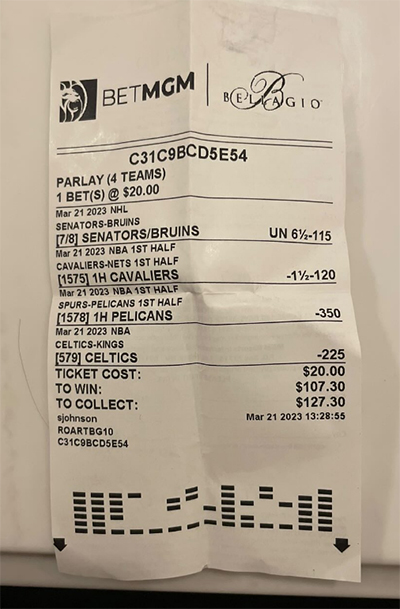 BETMGM | BELLAGIO
C31C9BCD5E54
PARLAY (4 TEAMS)
1 BET(S) @ $20.00
Mar 21 2023 NHL
SENATORS-BRUINS
[7/8] SENATORS/BRUINS UN 6½-115
Mar 21 2023 NBA 1ST HALF
CAVALIERS-NETS 1ST HALF
[1575] 1H CAVALIERS -1½-120
Mar 21 2023 NBA 1ST HALF
SPURS-PELICANS 1ST HALF
[1578] 1H PELICANS -350
Mar 21 2023 NBA
CELTICS-KINGS
[579] CELTICS -225
TICKET COST: $20.00
TO WIN: $107.30
TO COLLECT: $127.30
sjohnson Mar 21 2023 13:28:55
ROARTBG10
C31C9BCD5E54